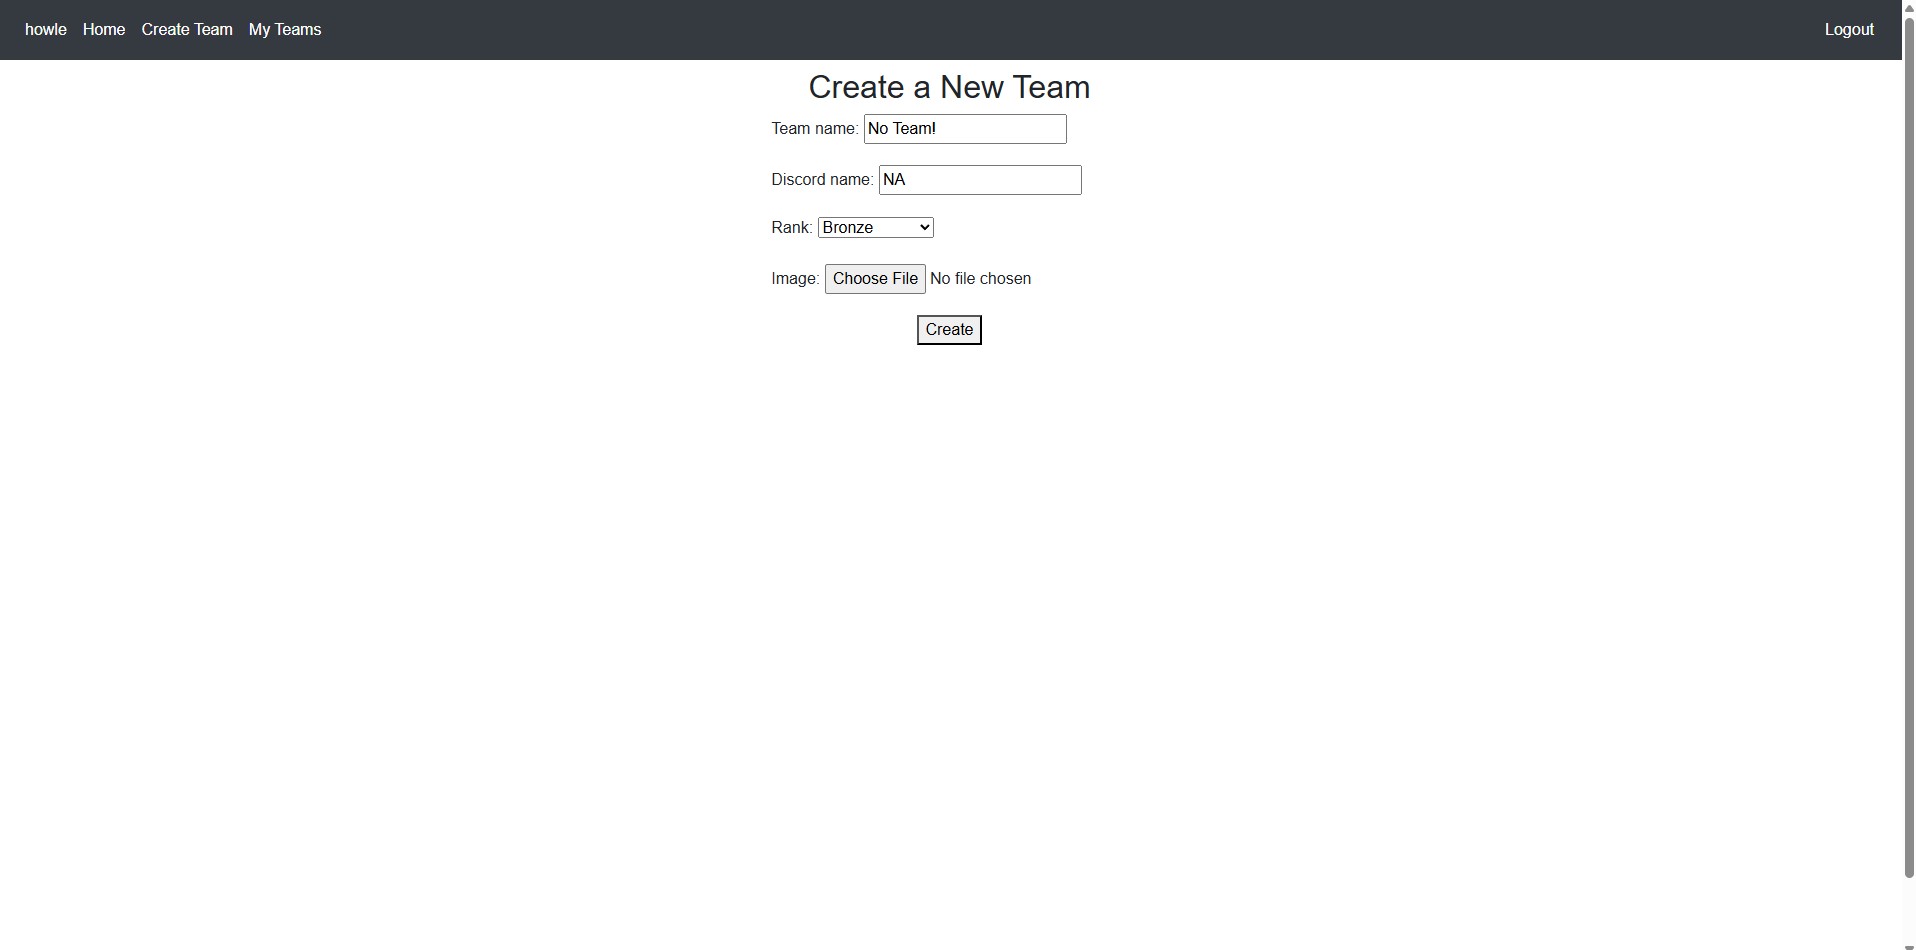 howle Home Create Team My Teams Logout
Create a New Team
Team name: No Team!
Discord name: NA
Rank: Bronze
Image: Choose File No file chosen
Create